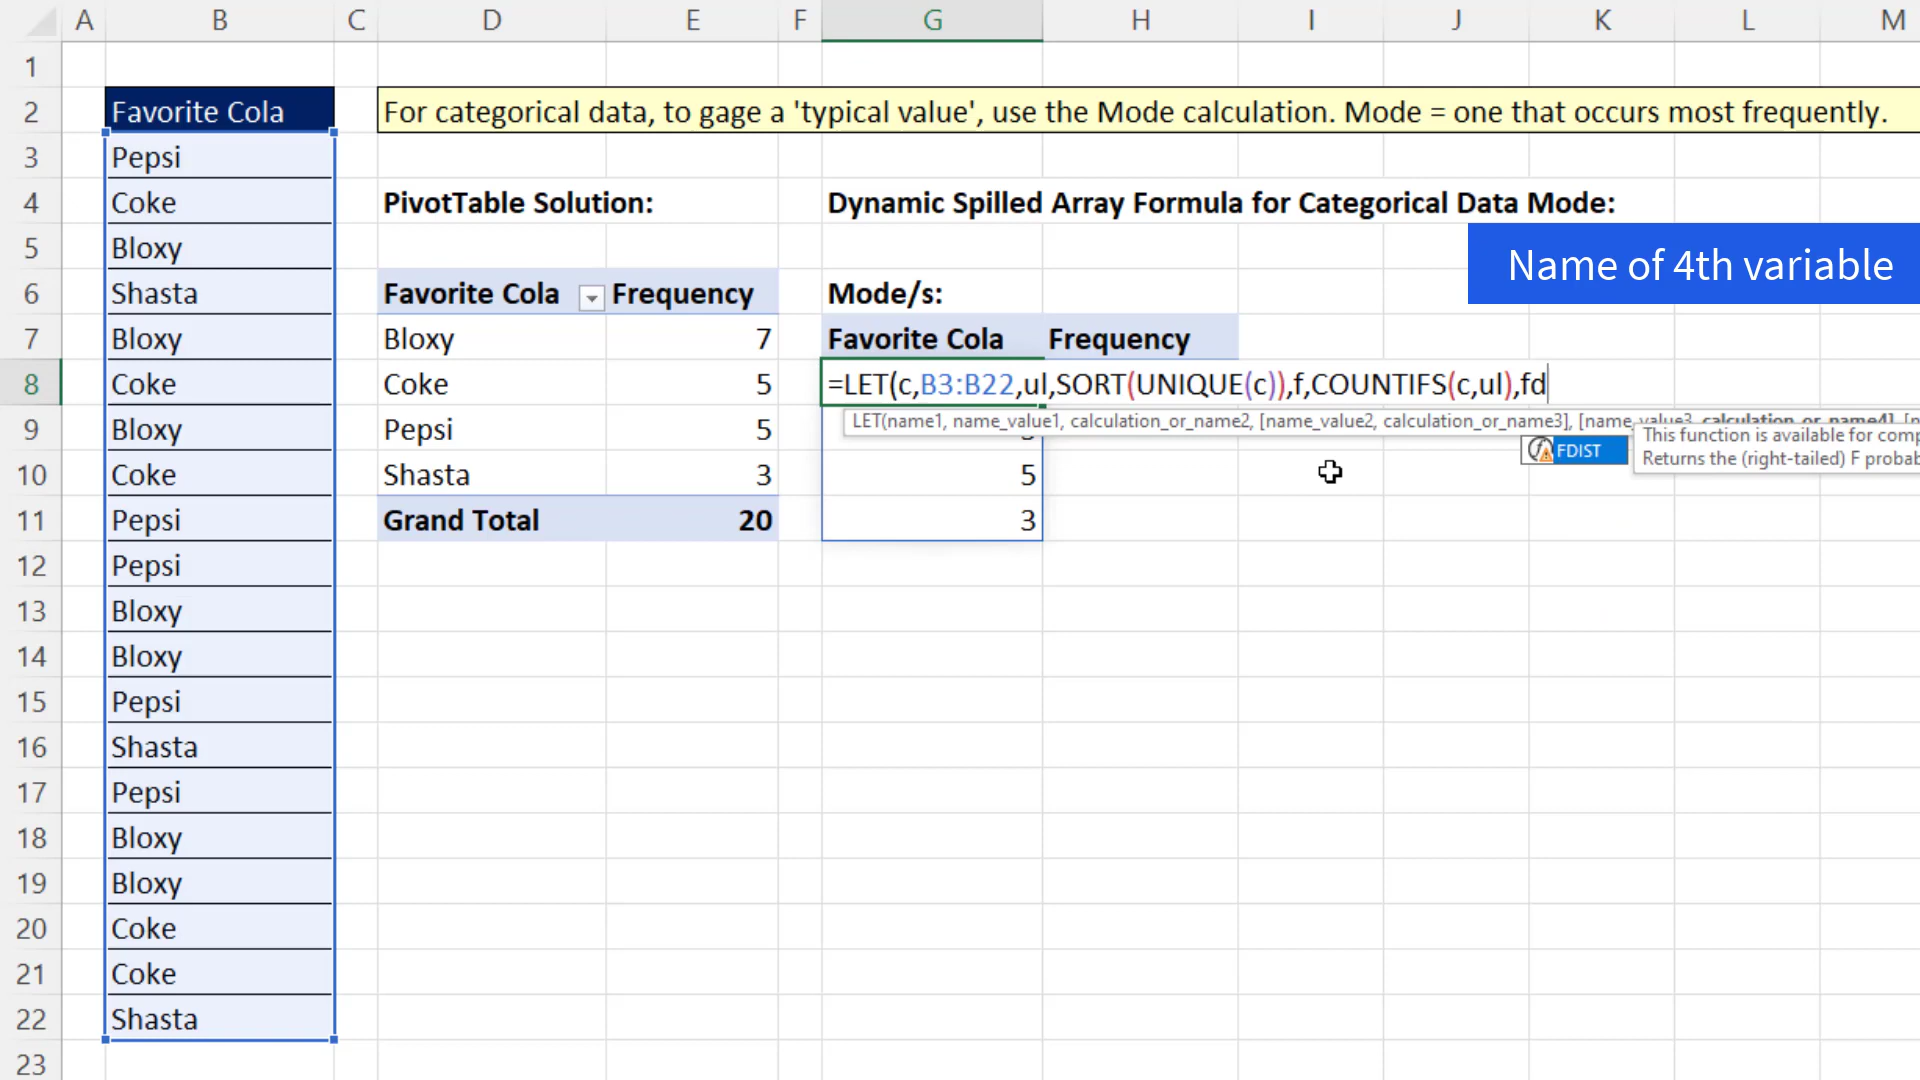 A B C D E F G H I J K L M
1
2 Favorite Cola For categorical data, to gage a 'typical value', use the Mode calculation. Mode = one that occurs most frequently.
3 Pepsi
4 Coke PivotTable Solution: Dynamic Spilled Array Formula for Categorical Data Mode:
5 Bloxy Name of 4th variable
6 Shasta Favorite Cola Frequency Mode/s:
7 Bloxy Bloxy 7 Favorite Cola Frequency
8 Coke Coke 5 =LET(c,B3:B22,ul,SORT(UNIQUE(c)),f,COUNTIFS(c,ul),fd
LET(name1, name_value1, calculation_or_name2, [name_value2, calculation_or_name3], [name_value3, calculation_or_name4], [n
9 Bloxy Pepsi 5
FDIST This function is available for comp
Returns the (right-tailed) F probab
10 Coke Shasta 3 5
11 Pepsi Grand Total 20 3
12 Pepsi
13 Bloxy
14 Bloxy
15 Pepsi
16 Shasta
17 Pepsi
18 Bloxy
19 Bloxy
20 Coke
21 Coke
22 Shasta
23